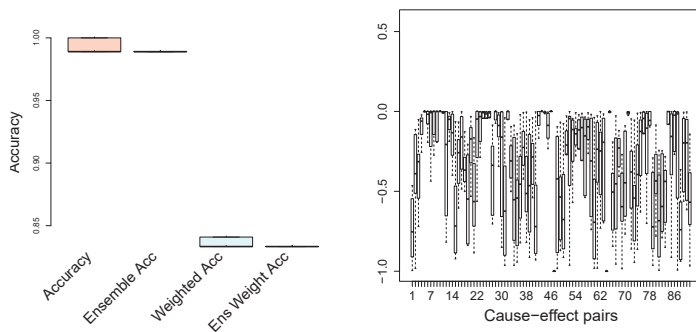 Accuracy
1.00
0.95
0.90
0.85
Accuracy
Ensemble Acc
Weighted Acc
Ens Weight Acc
0.5
0.0
−0.5
−1.0
1 7 14 22 30 38 46 54 62 70 78 86
Cause−effect pairs